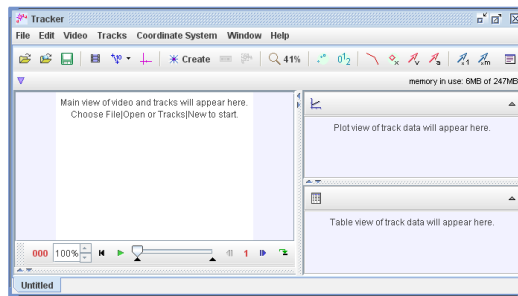 Tracker
File Edit Video Tracks Coordinate System Window Help
Create 41%
memory in use: 6MB of 247MB
Main view of video and tracks will appear here.
Choose File|Open or Tracks|New to start.
Plot view of track data will appear here.
Table view of track data will appear here.
000 100% 1
Untitled